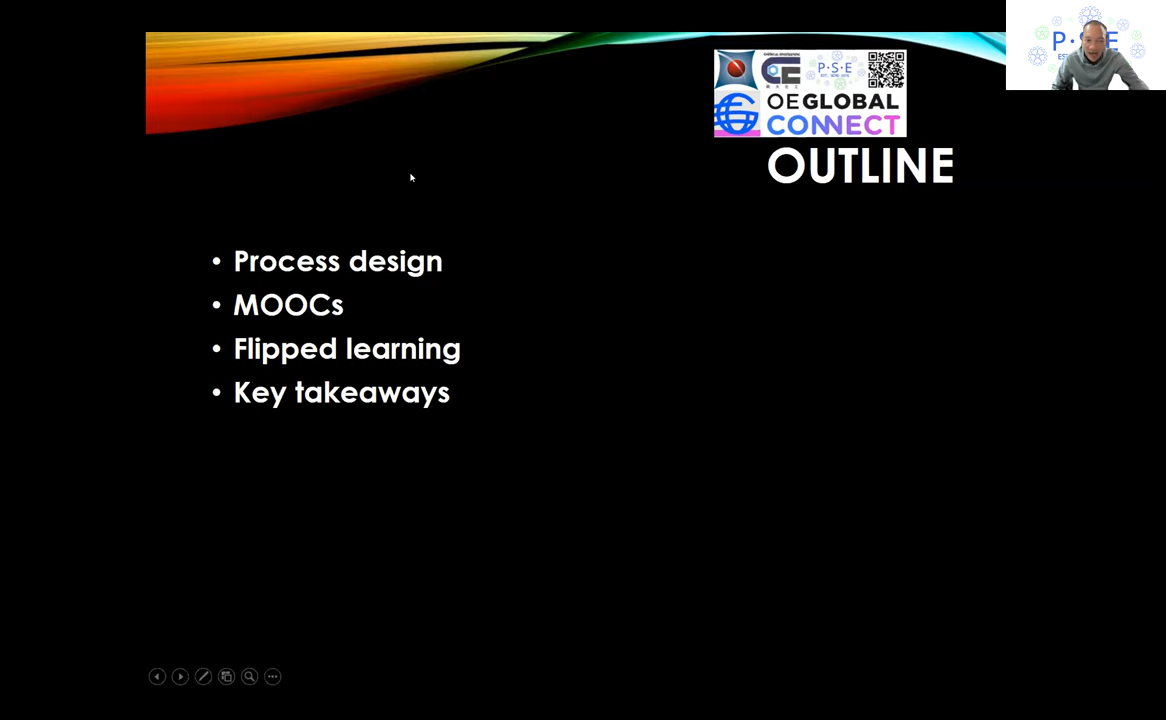 P·S·E
OEGLOBAL
CONNECT
OUTLINE
• Process design
• MOOCs
• Flipped learning
• Key takeaways